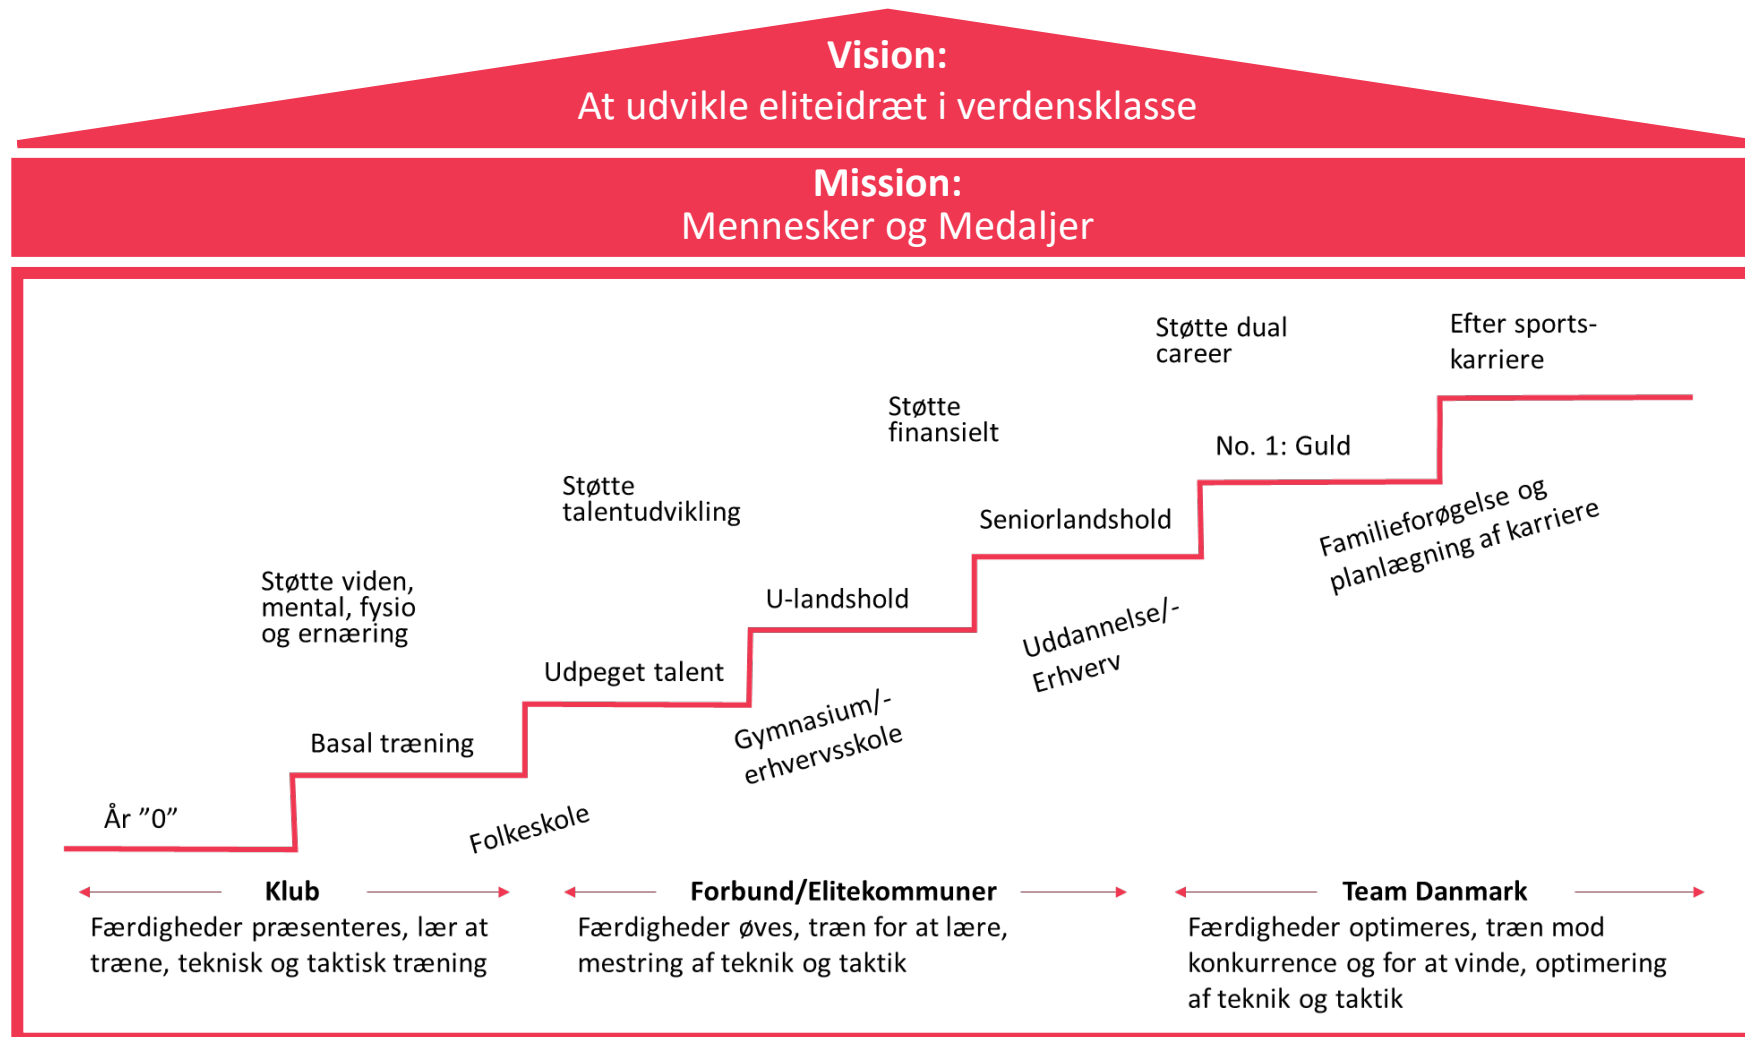 Vision:
At udvikle eliteidræt i verdensklasse
Mission:
Mennesker og Medaljer
Støtte dual
career
Efter sports-
karriere
Støtte
finansielt
No. 1: Guld
Støtte
talentudvikling
Seniorlandshold
Familieforøgelse og
planlægning af karriere
Støtte viden,
mental, fysio
og ernæring
U-landshold
Uddannelse/-
Erhverv
Udpeget talent
Gymnasium/-
erhvervsskole
Basal træning
År ”0”
Folkeskole
Klub
Færdigheder præsenteres, lær at
træne, teknisk og taktisk træning
Forbund/Elitekommuner
Færdigheder øves, træn for at lære,
mestring af teknik og taktik
Team Danmark
Færdigheder optimeres, træn mod
konkurrence og for at vinde, optimering
af teknik og taktik